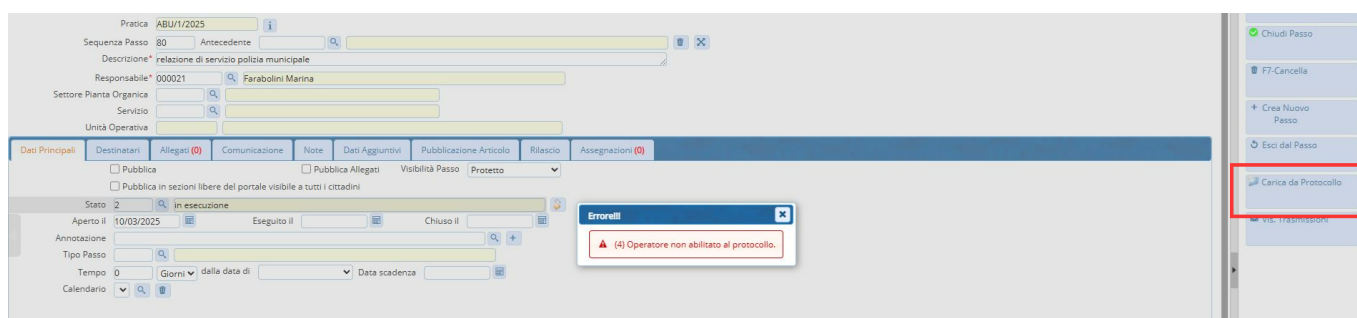 Pratica ABU/1/2025 i
Sequenza Passo 80 Antecedente
Descrizione* relazione di servizio polizia municipale
Responsabile* 000021 Farabolini Marina
Settore Pianta Organica
Servizio
Unità Operativa
Dati Principali Destinatari Allegati (0) Comunicazione Note Dati Aggiuntivi Pubblicazione Articolo Rilascio Assegnazioni (0)
Pubblica Pubblica Allegati Visibilità Passo Protetto
Pubblica in sezioni libere del portale visibile a tutti i cittadini
Stato 2 in esecuzione
Aperto il 10/03/2025 Eseguito il Chiuso il
Annotazione
Tipo Passo
Tempo 0 Giorni dalla data di Data scadenza
Calendario
Errore!!!
(4) Operatore non abilitato al protocollo.
Chiudi Passo
F7-Cancella
Crea Nuovo
Passo
Esci dal Passo
Carica da Protocollo
Vis. Trasmissioni